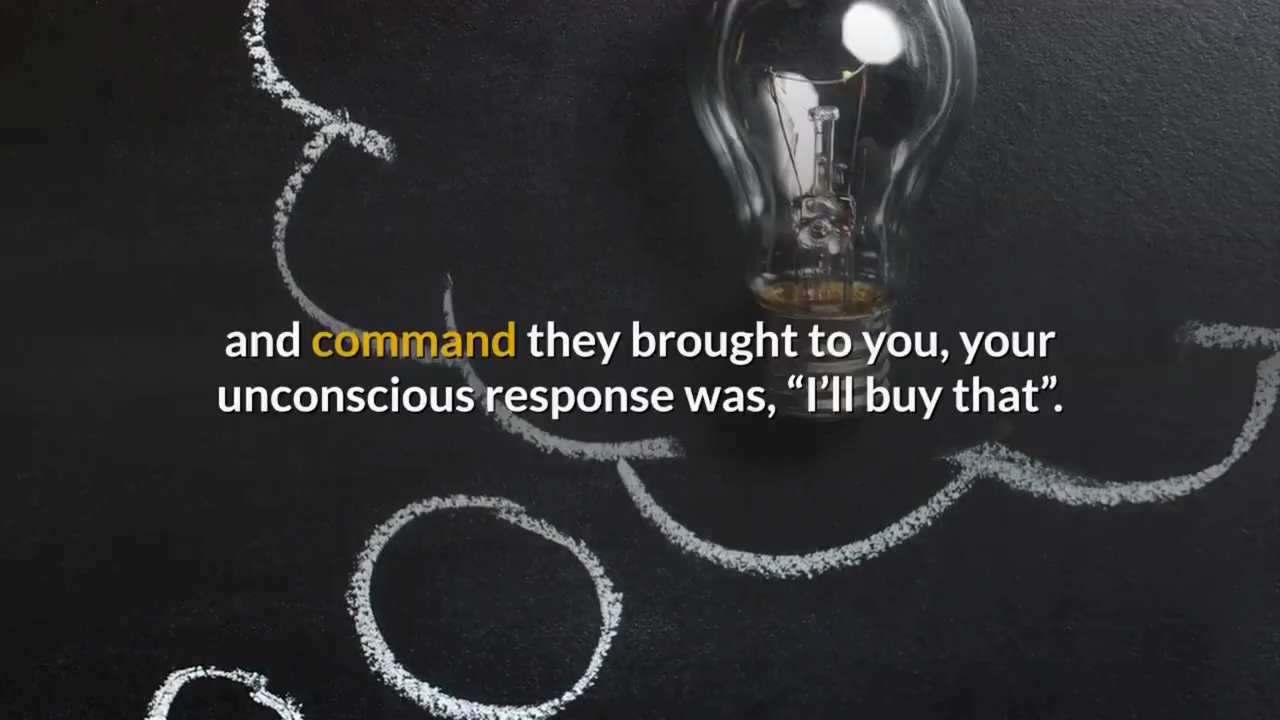 and command they brought to you, your
unconscious response was, “I’ll buy that”.